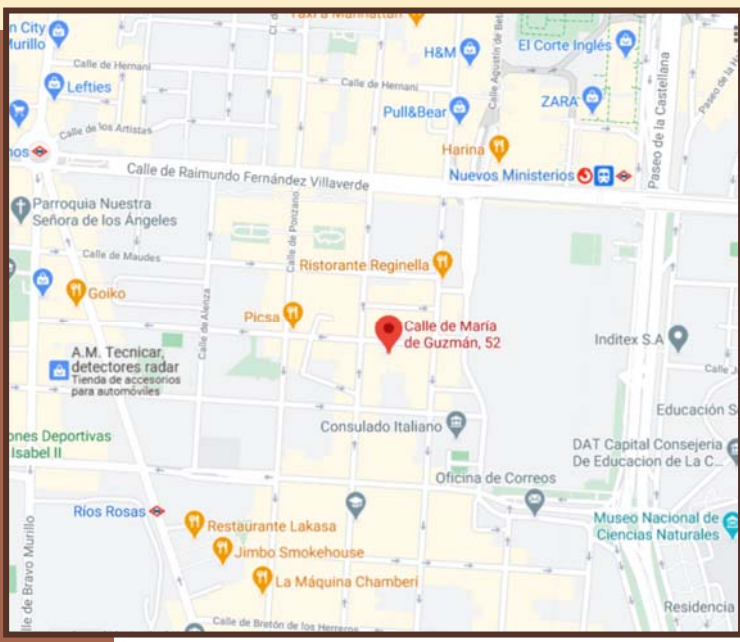 Taxi a Manhattan
n City
Murillo
H&M
El Corte Inglés
Calle de Hernani
Calle de Hernani
Lefties
Pull&Bear
ZARA
Paseo de la Castellana
Calle de los Artistas
nos
Harina
Calle de Raimundo Fernández Villaverde
Nuevos Ministerios
Parroquia Nuestra
Señora de los Ángeles
Calle de Ponzano
Calle de Maudes
Ristorante Reginella
Goiko
Picsa
Calle de Alenza
Calle de María
de Guzmán, 52
Inditex S.A
A.M. Tecnicar,
detectores radar
Tienda de accesorios
para automóviles
Educación S
Consulado Italiano
ones Deportivas
Isabel II
DAT Capital Consejeria
De Educacion de La C...
Oficina de Correos
Ríos Rosas
Restaurante Lakasa
Museo Nacional de
Ciencias Naturales
Jimbo Smokehouse
La Máquina Chamberi
lle de Bravo Murillo
Residencia
Calle de Bretón de los Herreros